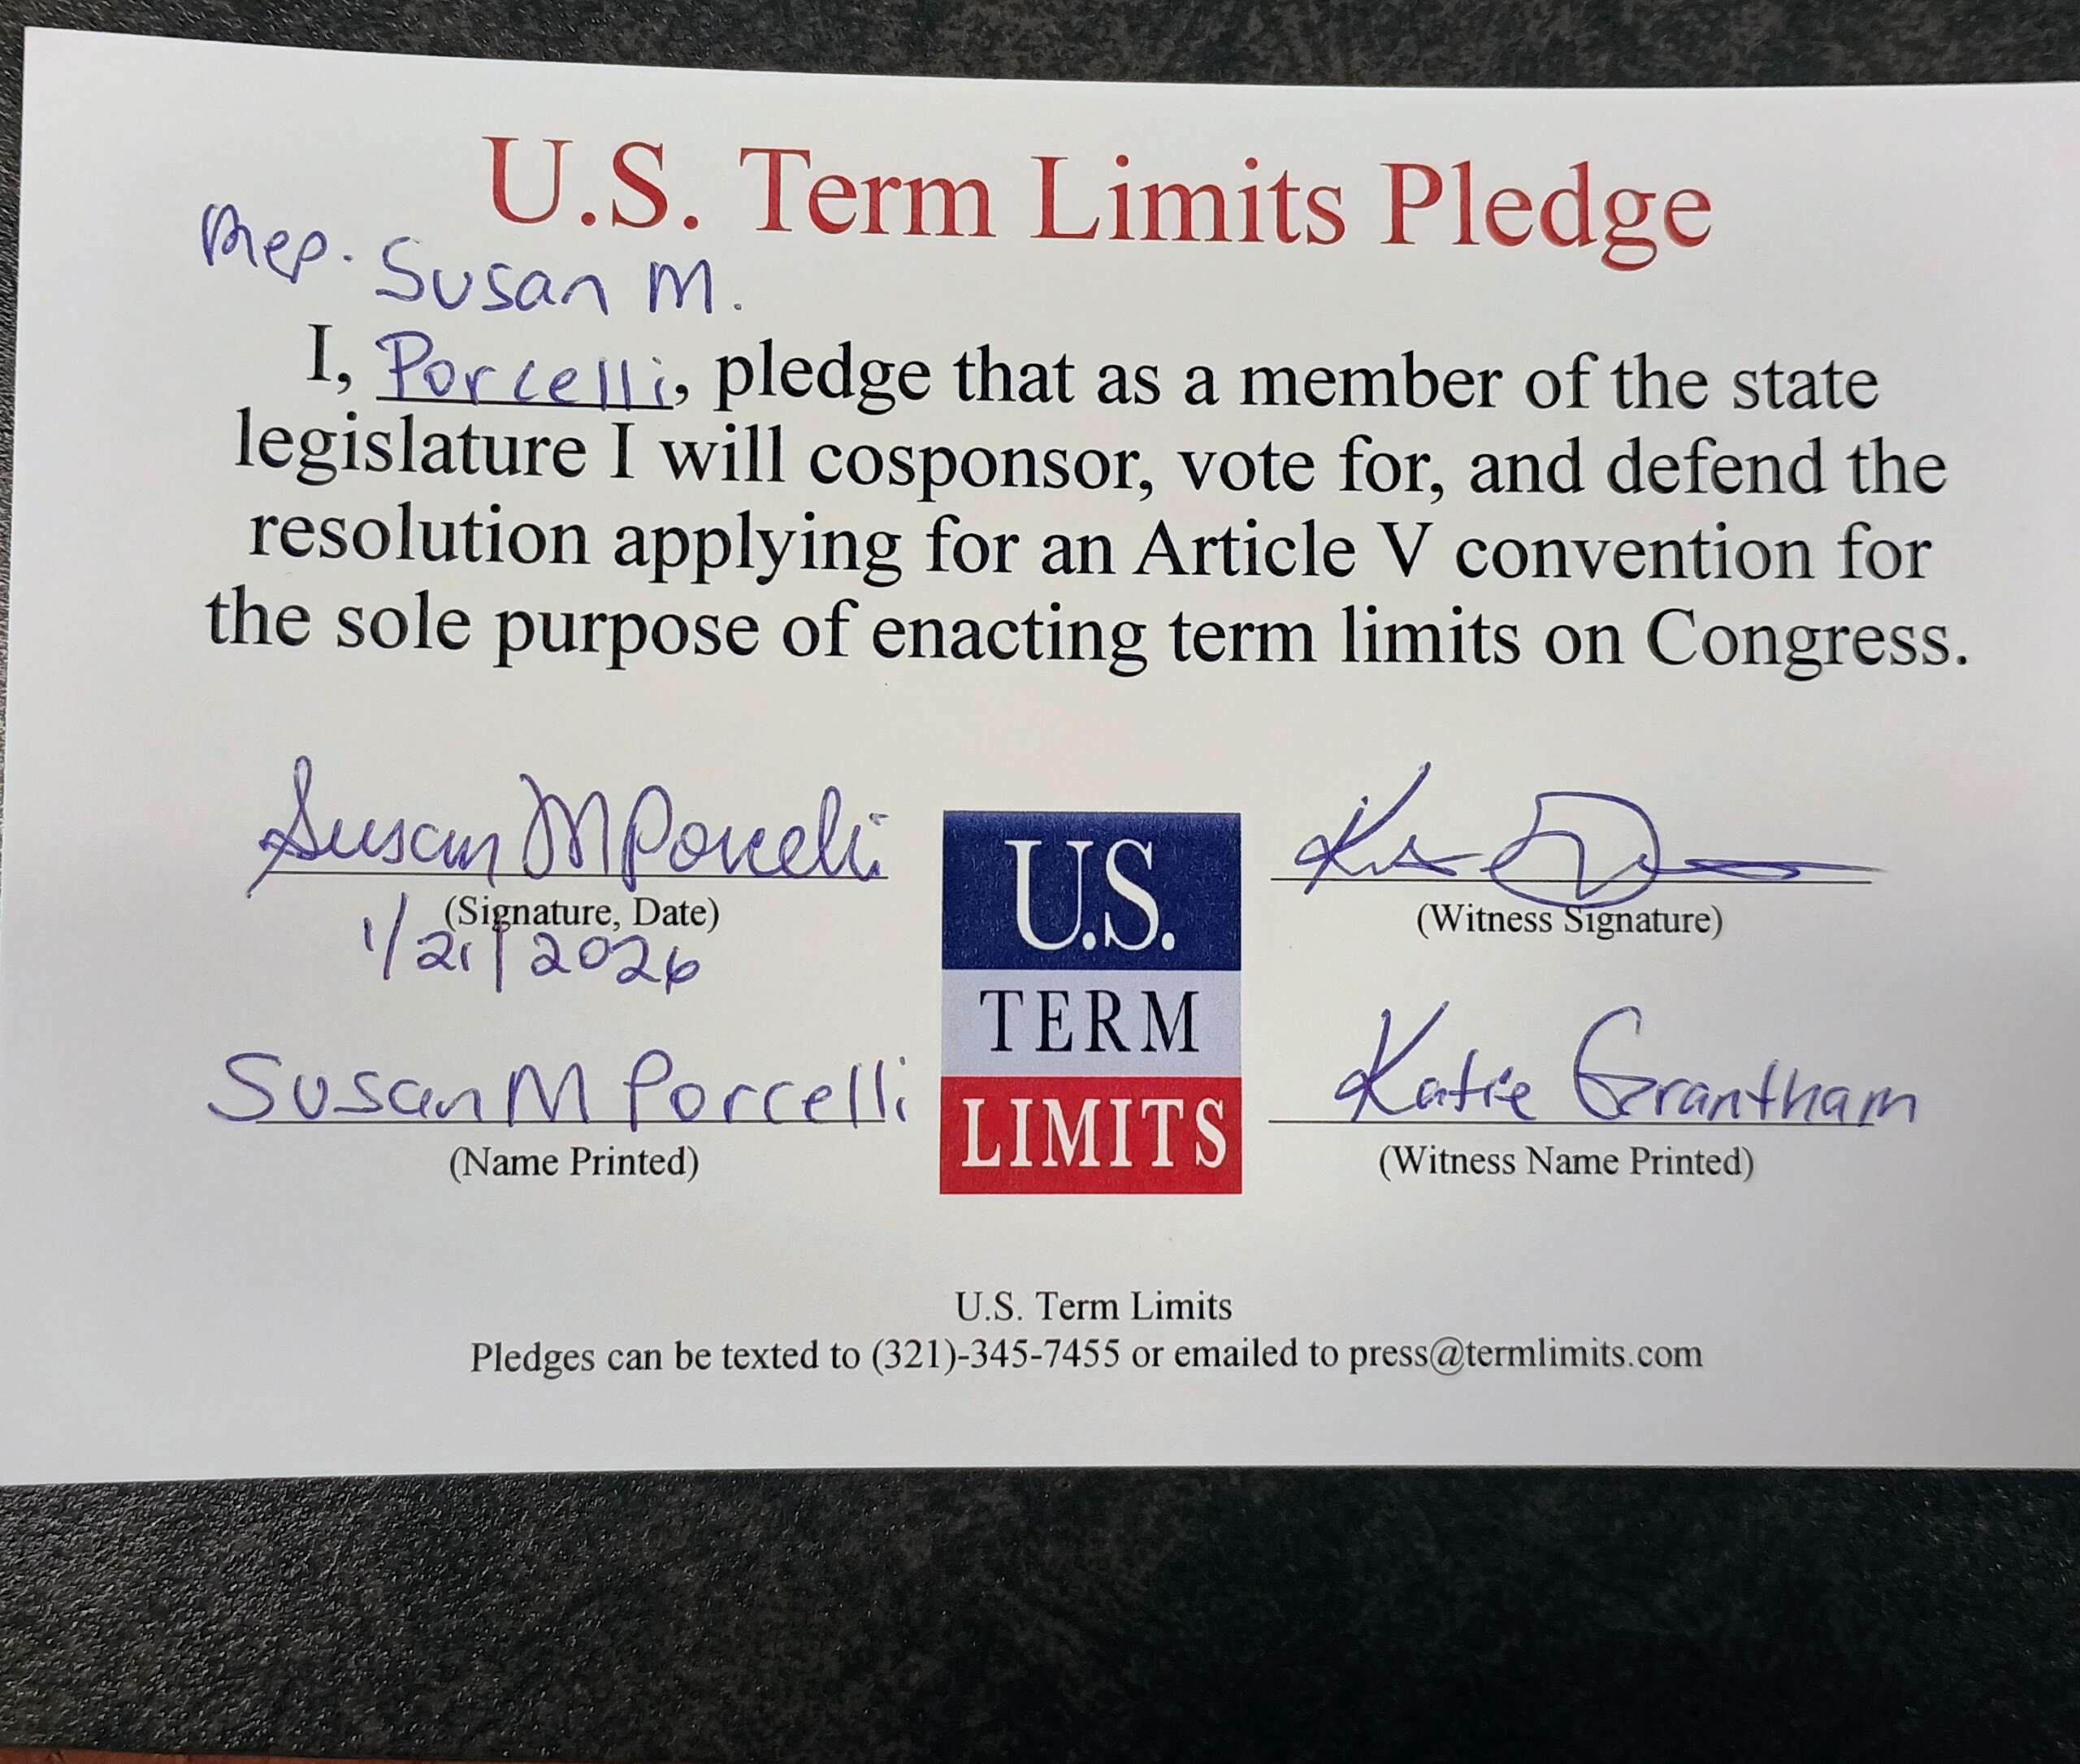 U.S. Term Limits Pledge
Rep. Susan M.
I, Porcelli, pledge that as a member of the state
legislature I will cosponsor, vote for, and defend the
resolution applying for an Article V convention for
the sole purpose of enacting term limits on Congress.
Susan M Porcelli
(Signature, Date)
1/21/2026
Susan M Porcelli
(Name Printed)
U.S.
TERM
LIMITS
(Witness Signature)
Katie Grantham
(Witness Name Printed)
U.S. Term Limits
Pledges can be texted to (321)-345-7455 or emailed to press@termlimits.com